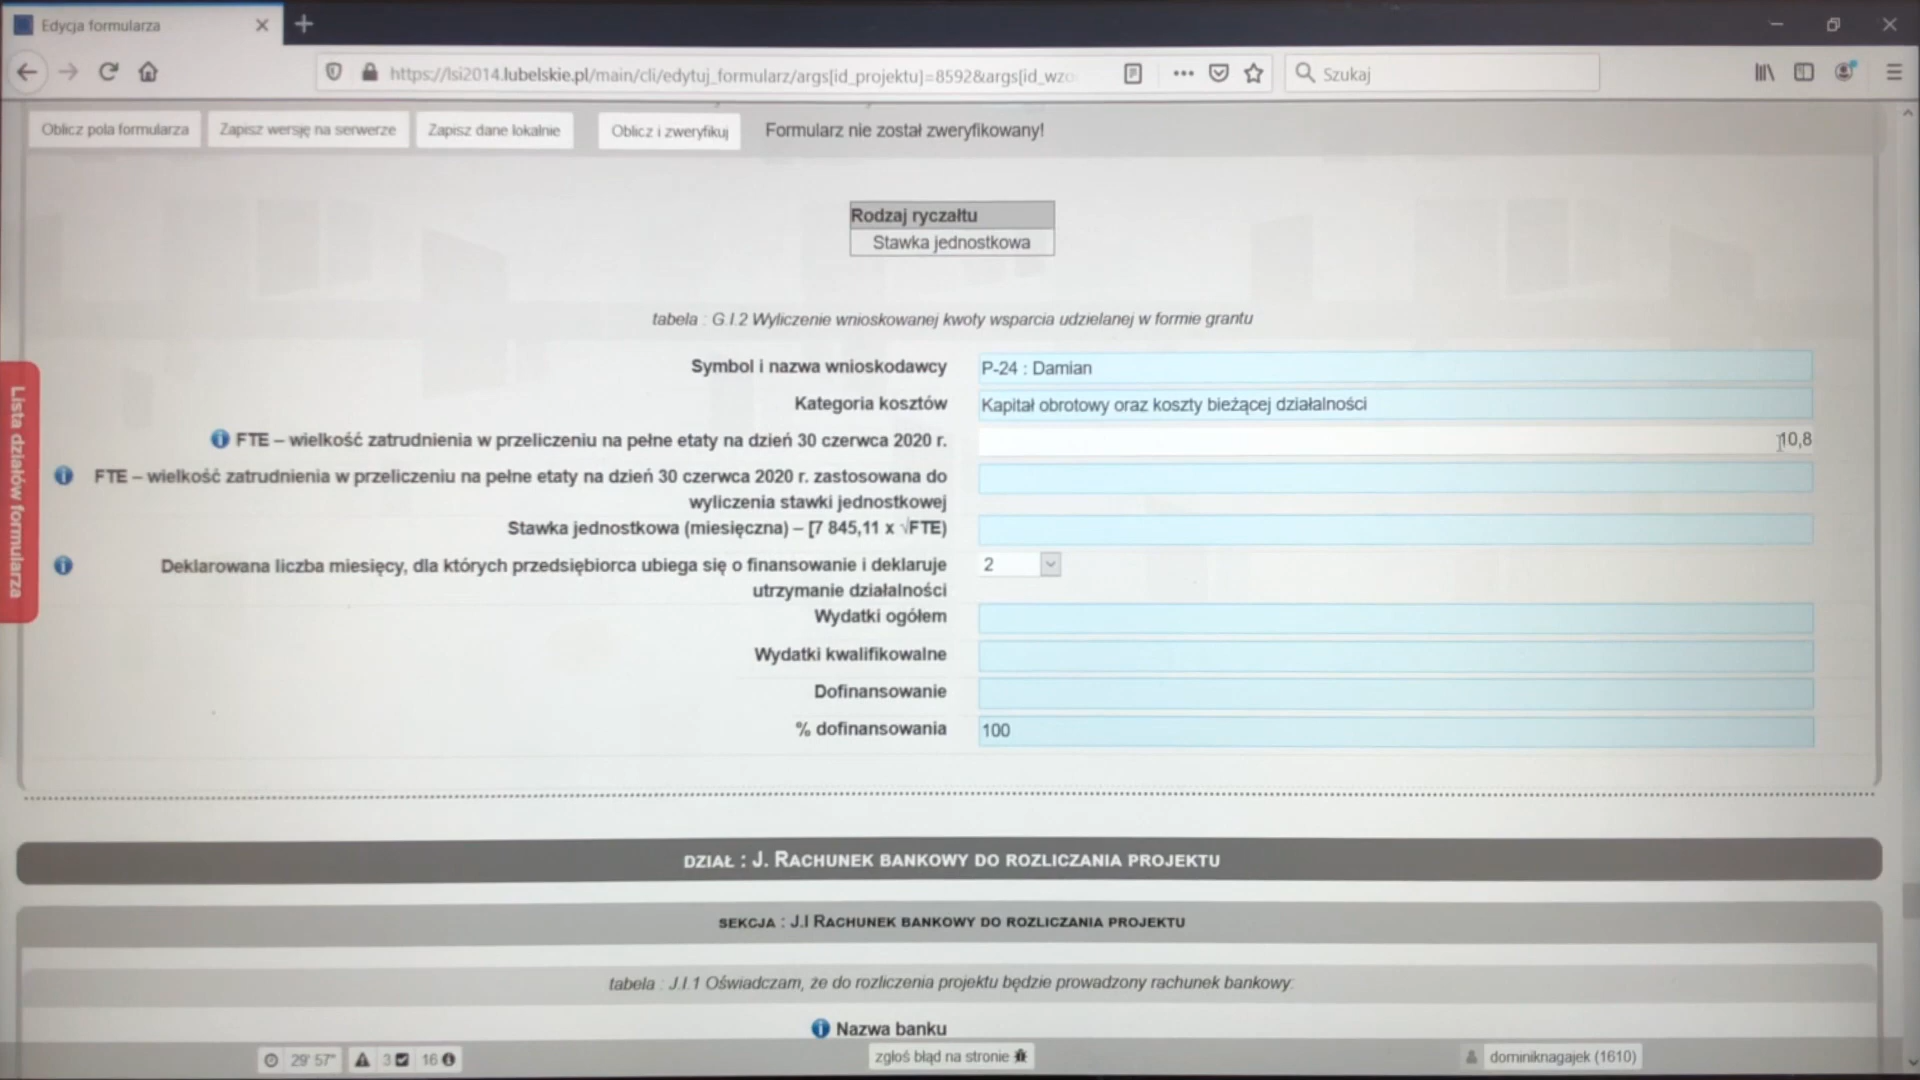 Edycja formularza
https://lsi2014.lubelskie.pl/main/cli/edytuj_formularz/args[id_projektu]=8592&args[id_wzo
Szukaj
Oblicz pola formularza
Zapisz wersję na serwerze
Zapisz dane lokalnie
Oblicz i zweryfikuj
Formularz nie został zweryfikowany!
Rodzaj ryczałtu
Stawka jednostkowa
tabela : G.I.2 Wyliczenie wnioskowanej kwoty wsparcia udzielanej w formie grantu
Lista działów formularza
Symbol i nazwa wnioskodawcy
P-24 : Damian
Kategoria kosztów
Kapitał obrotowy oraz koszty bieżącej działalności
FTE – wielkość zatrudnienia w przeliczeniu na pełne etaty na dzień 30 czerwca 2020 r.
10,8
FTE – wielkość zatrudnienia w przeliczeniu na pełne etaty na dzień 30 czerwca 2020 r. zastosowana do
wyliczenia stawki jednostkowej
Stawka jednostkowa (miesięczna) – [7 845,11 x √FTE)
Deklarowana liczba miesięcy, dla których przedsiębiorca ubiega się o finansowanie i deklaruje
utrzymanie działalności
2
Wydatki ogółem
Wydatki kwalifikowalne
Dofinansowanie
% dofinansowania
100
DZIAŁ : J. RACHUNEK BANKOWY DO ROZLICZANIA PROJEKTU
SEKCJA : J.I RACHUNEK BANKOWY DO ROZLICZANIA PROJEKTU
tabela : J.I.1 Oświadczam, że do rozliczenia projektu będzie prowadzony rachunek bankowy:
Nazwa banku
29' 57"
3
16
zgłoś błąd na stronie
dominiknagajek (1610)